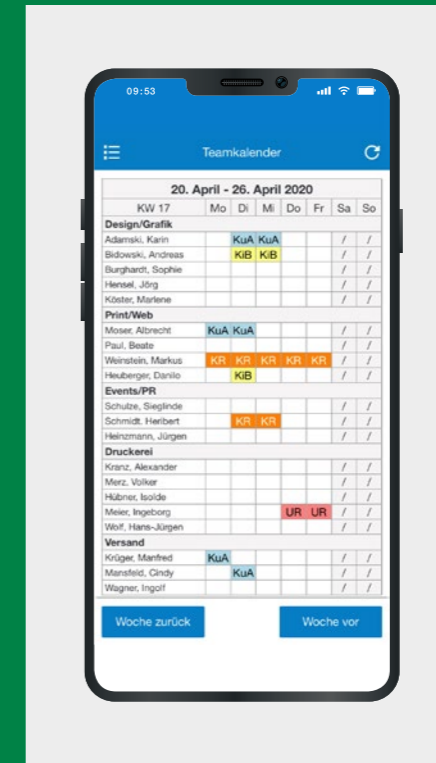 09:53
Teamkalender
20. April - 26. April 2020
KW 17 Mo Di Mi Do Fr Sa So
Design/Grafik
Adamski, Karin KuA KuA / /
Bidowski, Andreas KiB KiB / /
Burghardt, Sophie / /
Hensel, Jörg / /
Köster, Marlene / /
Print/Web
Moser, Albrecht KuA KuA / /
Paul, Beate / /
Weinstein, Markus KR KR KR KR KR / /
Heuberger, Danilo KiB / /
Events/PR
Schulze, Sieglinde / /
Schmidt, Heribert KR KR / /
Heinzmann, Jürgen / /
Druckerei
Kranz, Alexander / /
Merz, Volker / /
Hübner, Isolde / /
Meier, Ingeborg UR UR / /
Wolf, Hans-Jürgen / /
Versand
Krüger, Manfred KuA / /
Mansfeld, Cindy KuA / /
Wagner, Ingolf / /
Woche zurück Woche vor